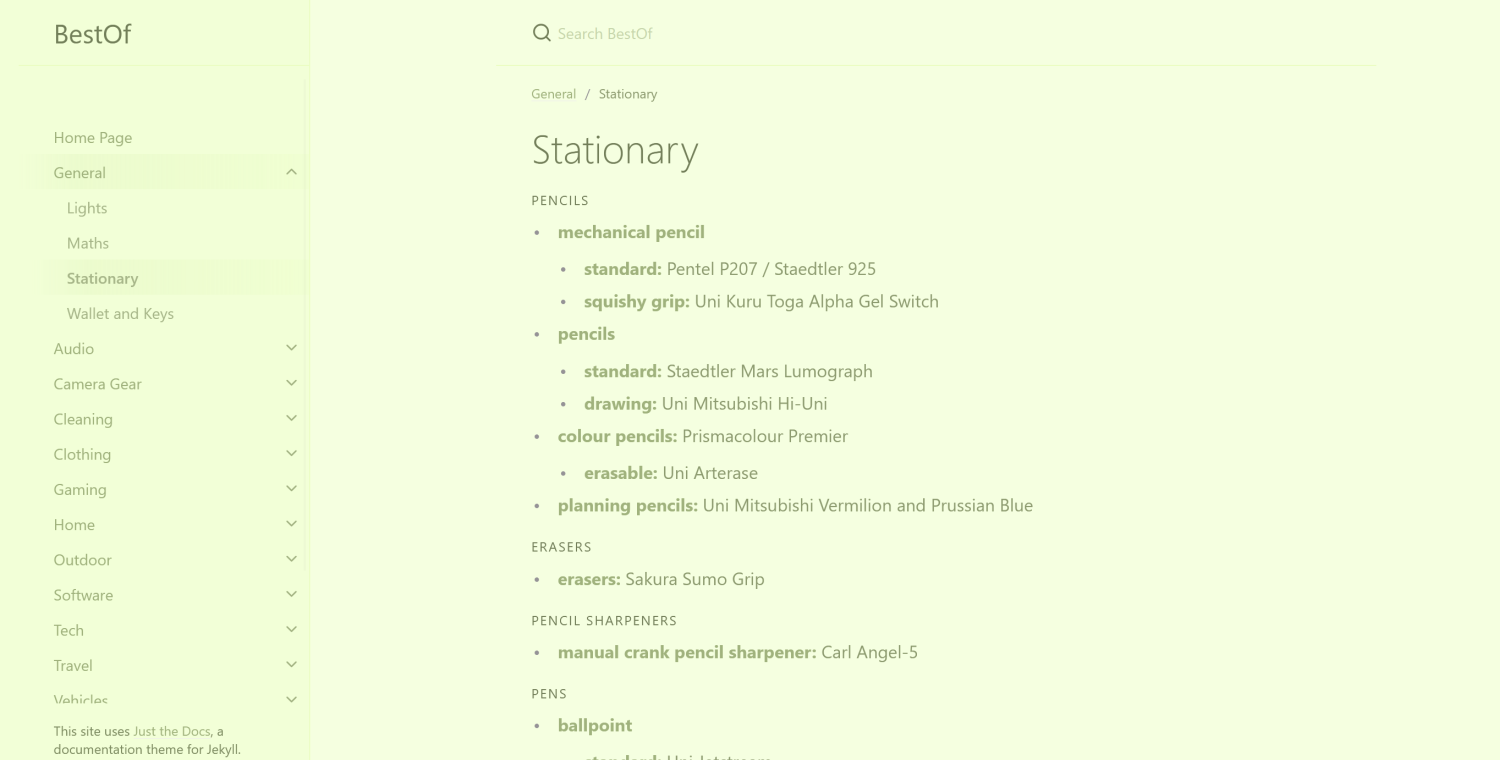 BestOf
Search BestOf
General / Stationary
Home Page
General
Lights
Maths
Stationary
Wallet and Keys
Audio
Camera Gear
Cleaning
Clothing
Gaming
Home
Outdoor
Software
Tech
Travel
Vehicles
This site uses Just the Docs, a
documentation theme for Jekyll.
Stationary
PENCILS
• mechanical pencil
• standard: Pentel P207 / Staedtler 925
• squishy grip: Uni Kuru Toga Alpha Gel Switch
• pencils
• standard: Staedtler Mars Lumograph
• drawing: Uni Mitsubishi Hi-Uni
• colour pencils: Prismacolour Premier
• erasable: Uni Arterase
• planning pencils: Uni Mitsubishi Vermilion and Prussian Blue
ERASERS
• erasers: Sakura Sumo Grip
PENCIL SHARPENERS
• manual crank pencil sharpener: Carl Angel-5
PENS
• ballpoint
standard: Uni Jetstream